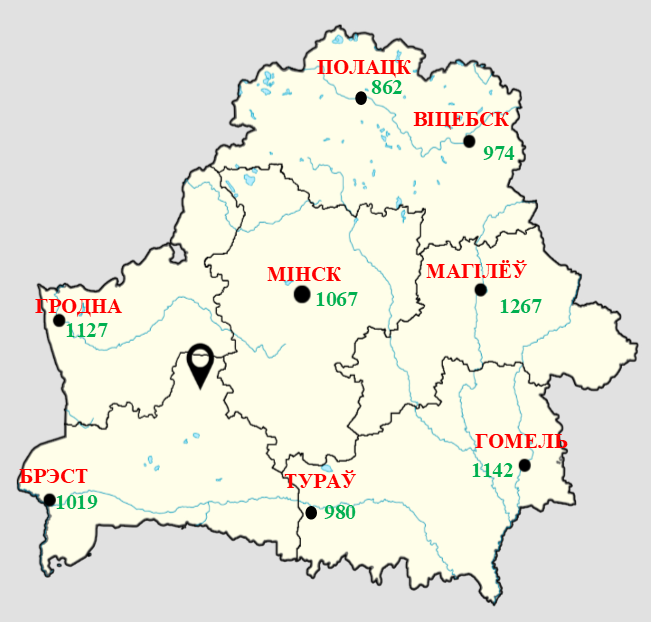 ПОЛАЦК
862
ВІЦЕБСК
974
МІНСК
1067
МАГІЛЁЎ
1267
ГРОДНА
1127
ГОМЕЛЬ
1142
БРЭСТ
1019
ТУРАЎ
980